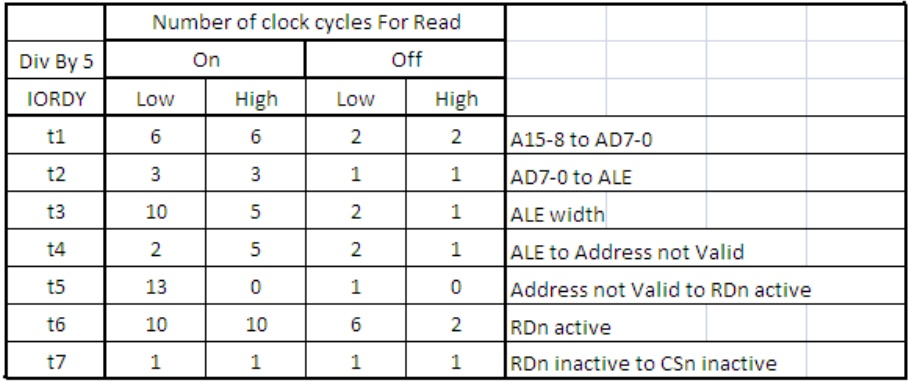 Number of clock cycles For Read
Div By 5 On Off
IORDY Low High Low High
t1 6 6 2 2 A15-8 to AD7-0
t2 3 3 1 1 AD7-0 to ALE
t3 10 5 2 1 ALE width
t4 2 5 2 1 ALE to Address not Valid
t5 13 0 1 0 Address not Valid to RDn active
t6 10 10 6 2 RDn active
t7 1 1 1 1 RDn inactive to CSn inactive